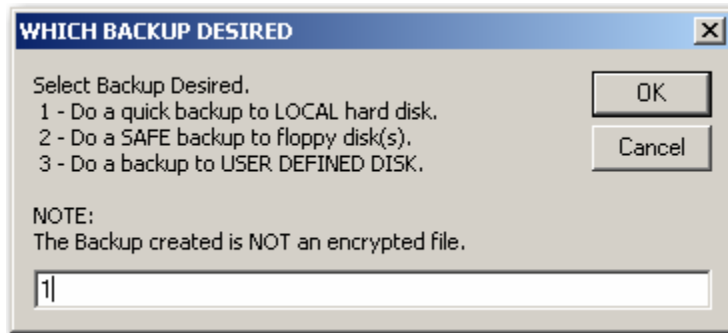 WHICH BACKUP DESIRED
Select Backup Desired.
1 - Do a quick backup to LOCAL hard disk.
2 - Do a SAFE backup to floppy disk(s).
3 - Do a backup to USER DEFINED DISK.
OK
Cancel
NOTE:
The Backup created is NOT an encrypted file.
1